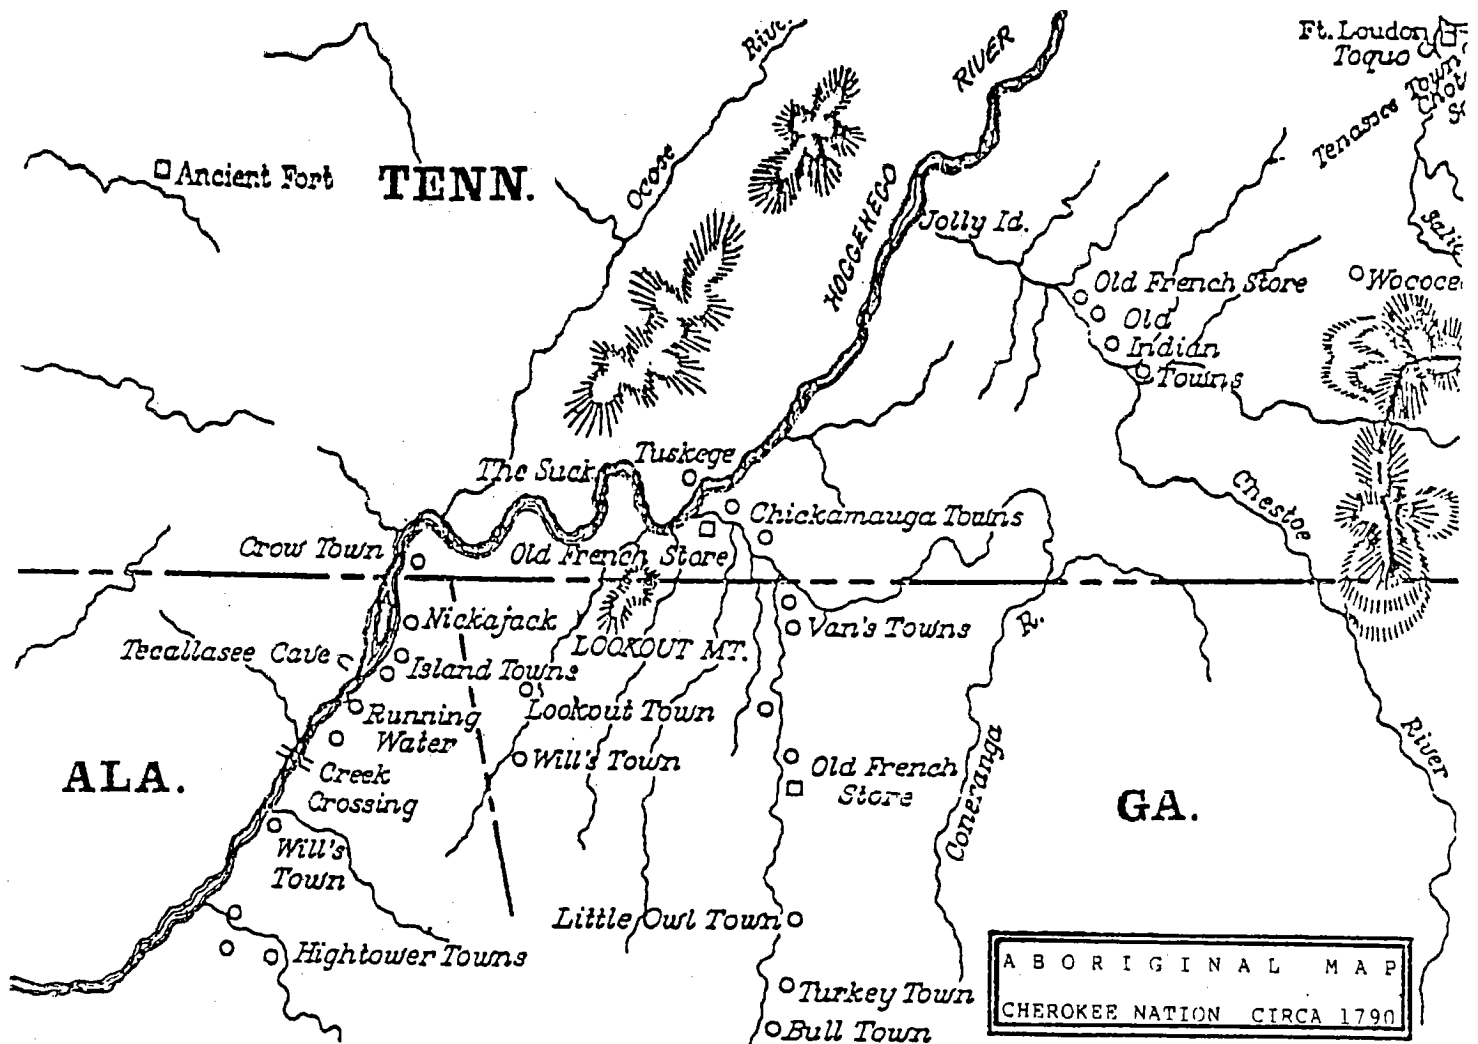 Rive.
RIVER
Ft. Loudon
Toquo
Tenassee Town
Ancient Fort
TENN.
Ocose
HOGGEHEGO
Jolly Id.
Old French Store
Wococe
Old
Indian
Towns
The Suck
Tuskege
Chestoe
Chickamauga Towns
Crow Town
Old French Store
Nickajack
Van's Towns
R.
Tecallasee Cave
LOOKOUT MT.
Island Towns
Lookout Town
Running
Water
River
Will's Town
Old French
Store
ALA.
Creek
Crossing
Coneranga
GA.
Will's
Town
Little Owl Town
Hightower Towns
ABORIGINAL MAP
CHEROKEE NATION CIRCA 1790
Turkey Town
Bull Town